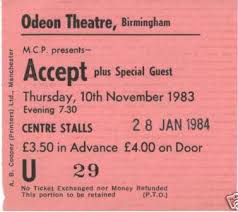 Odeon Theatre, Birmingham
M.C.P. presents–
Accept plus Special Guest
Thursday, 10th November 1983
Evening 7-30
CENTRE STALLS 28 JAN 1984
£3.50 in Advance £4.00 on Door
U 29
No Ticket Exchanged nor Money Refunded
This portion to be retained
A. B. Cooper (Printers) Ltd., Manchester